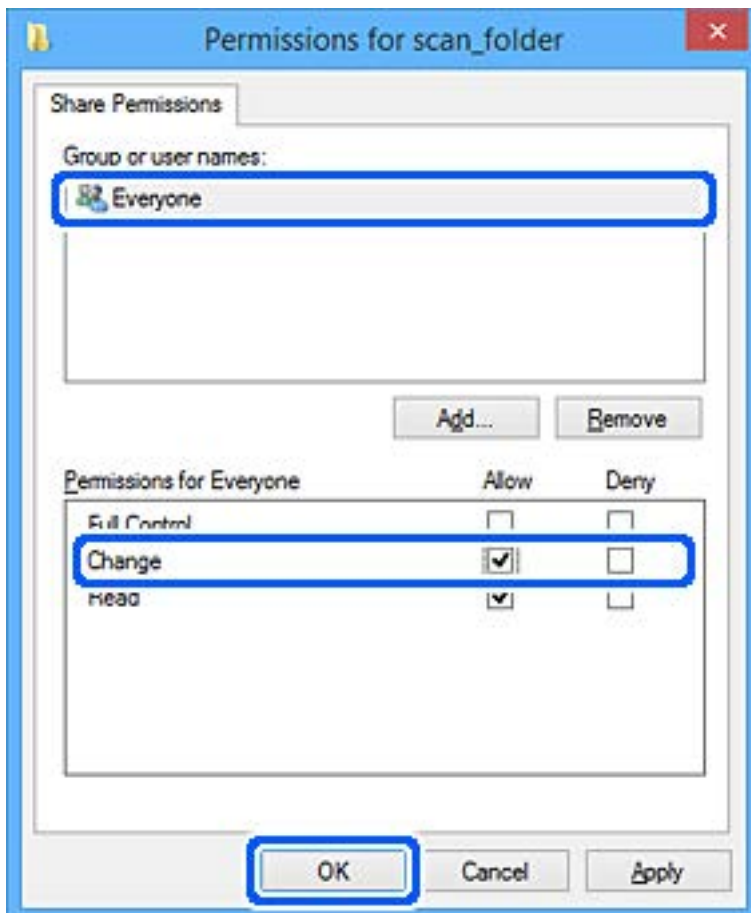 Permissions for scan_folder
Share Permissions
Group or user names:
Everyone
Add... Remove
Permissions for Everyone Allow Deny
Full Control
Change
Read
OK Cancel Apply